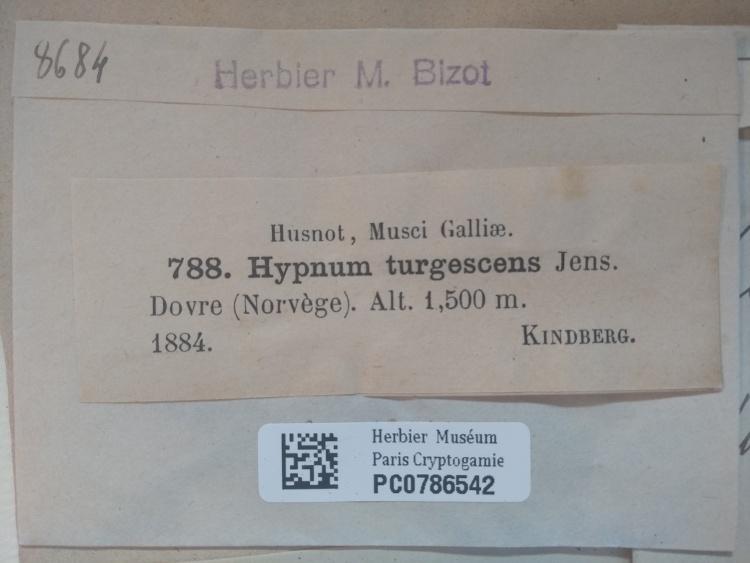 8684
Herbier M. Bizot
Husnot, Musci Galliæ.
788. Hypnum turgescens Jens.
Dovre (Norvège). Alt. 1,500 m.
1884. KINDBERG.
Herbier Muséum
Paris Cryptogamie
PC0786542